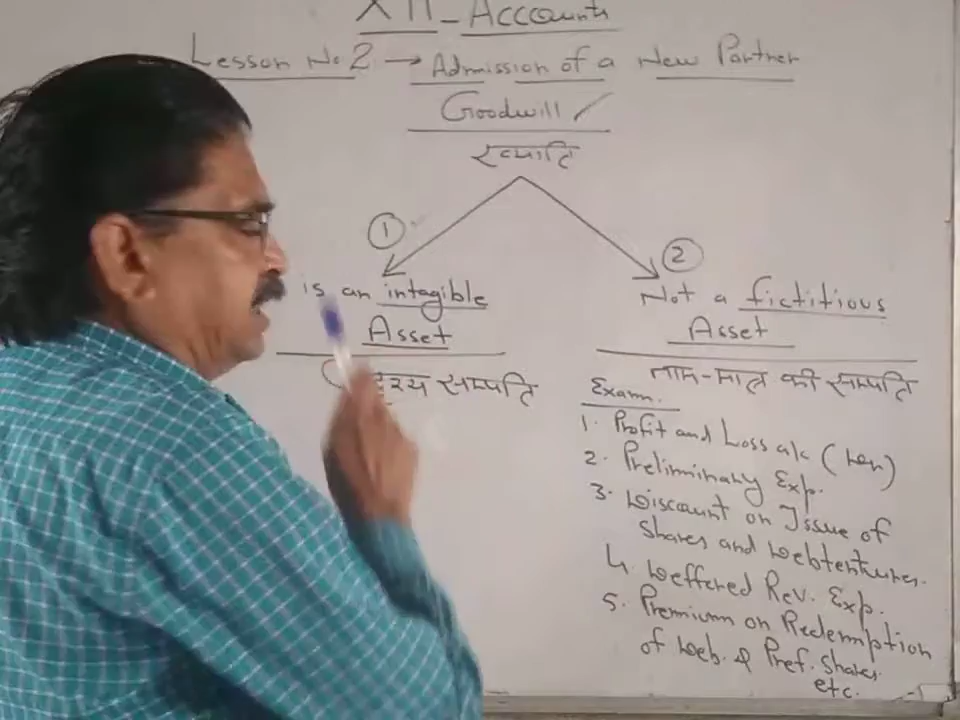 XII - Accounts
Lesson No 2 → Admission of a New Partner
Goodwill
ख्याति
1
is an intagible
Asset
दृश्य सम्पत्ति
2
Not a fictitious
Asset
नाम-मात्र की सम्पत्ति
Exam.
1. Profit and Loss a/c
2. Preliminary Exp.
3. Discount on Issue of
Shares and Debtentures.
4. Deffered Rev. Exp.
5. Premium on Redemption
of Deb. & Pref. Shares
etc.